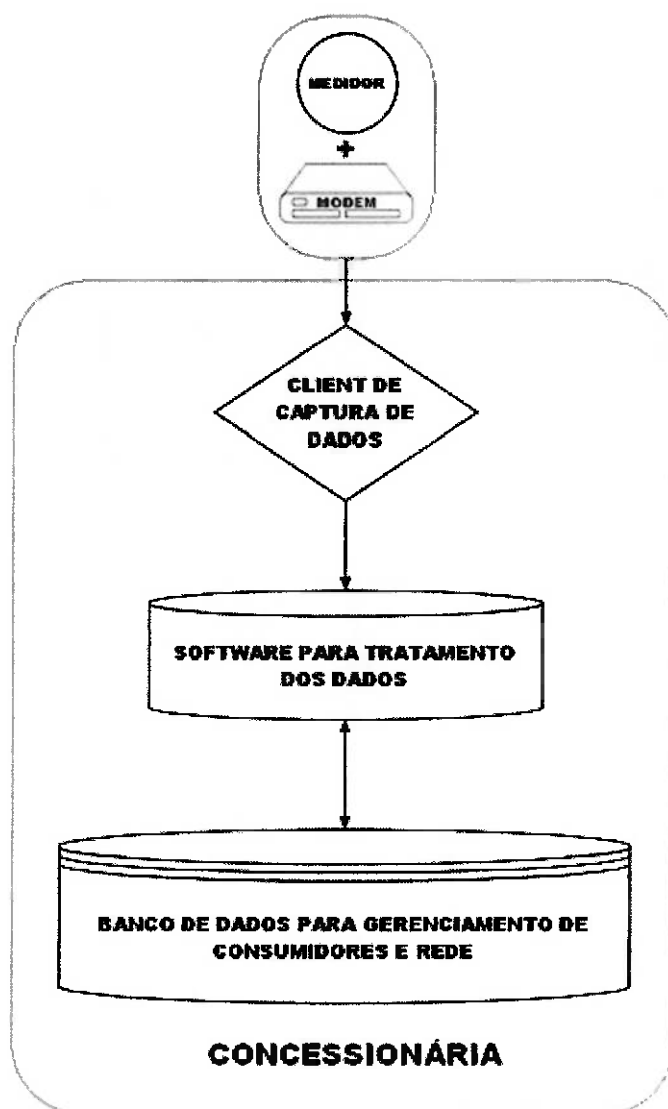 MEDIDOR
+
MODEM
CLIENT DE
CAPTURA DE
DADOS
SOFTWARE PARA TRATAMENTO
DOS DADOS
BANCO DE DADOS PARA GERENCIAMENTO DE
CONSUMIDORES E REDE
CONCESSIONÁRIA